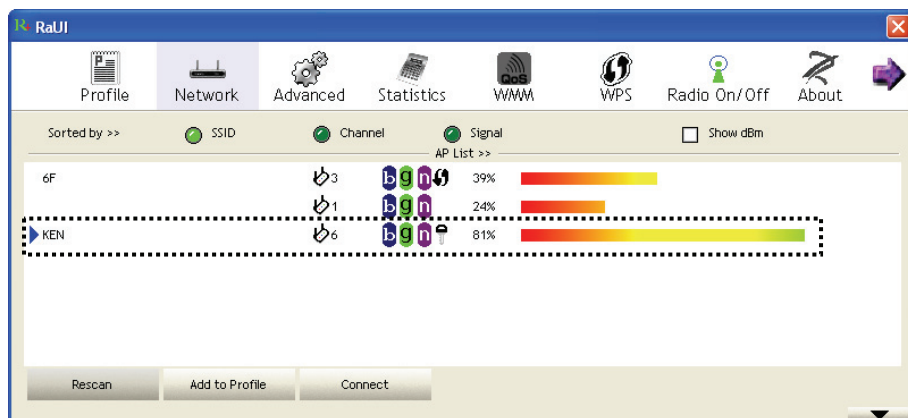 RaUI
Profile Network Advanced Statistics QoS WMM WPS Radio On/Off About
Sorted by >> SSID Channel Signal Show dBm
AP List >>
6F 3 b g n 39%
1 b g n 24%
KEN 6 b g n 81%
Rescan Add to Profile Connect